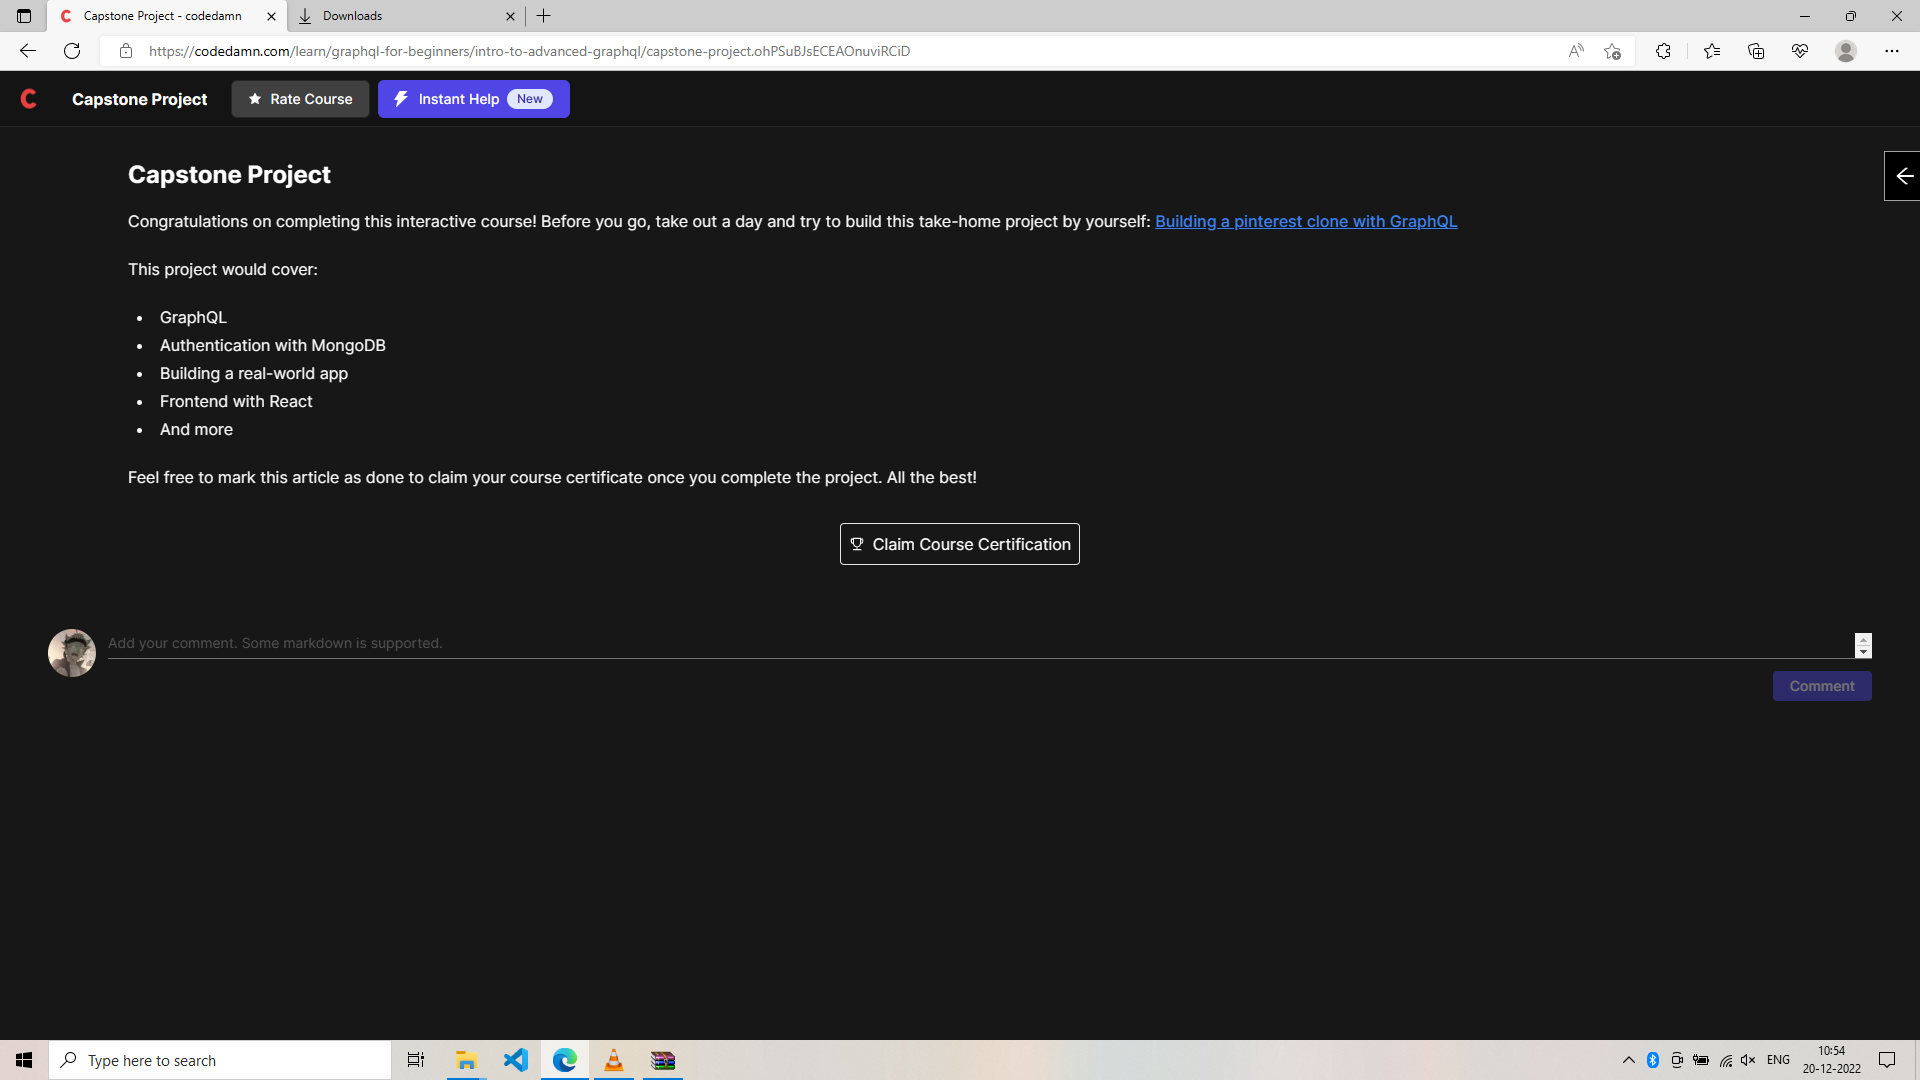 Capstone Project - codedamn
Downloads
https://codedamn.com/learn/graphql-for-beginners/intro-to-advanced-graphql/capstone-project.ohPSuBJsECEAOnuviRCiD
Capstone Project
Rate Course
Instant Help New
Capstone Project
Congratulations on completing this interactive course! Before you go, take out a day and try to build this take-home project by yourself: Building a pinterest clone with GraphQL
This project would cover:
• GraphQL
• Authentication with MongoDB
• Building a real-world app
• Frontend with React
• And more
Feel free to mark this article as done to claim your course certificate once you complete the project. All the best!
Claim Course Certification
Add your comment. Some markdown is supported.
Comment
Type here to search
ENG
10:54
20-12-2022